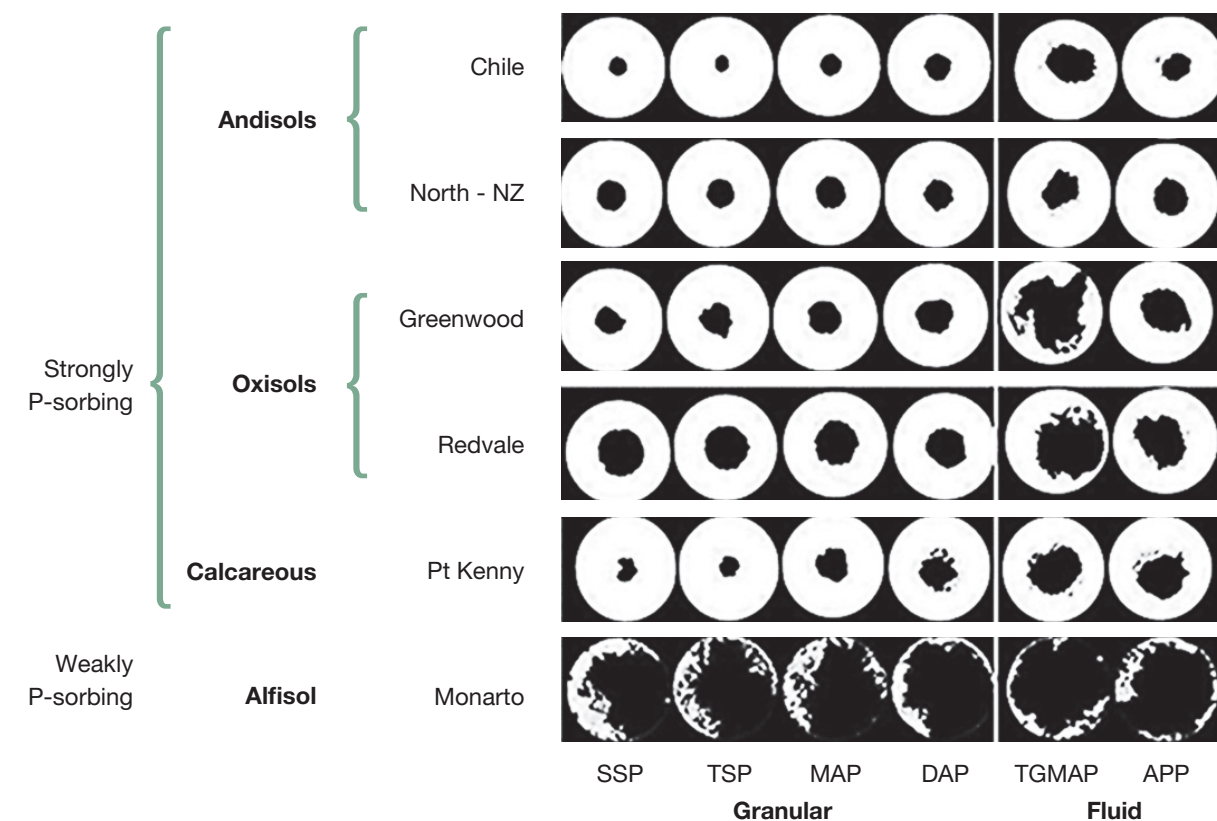 Chile
Andisols
North - NZ
Greenwood
Strongly
P-sorbing
Oxisols
Redvale
Calcareous
Pt Kenny
Weakly
P-sorbing
Alfisol
Monarto
SSP TSP MAP DAP TGMAP APP
Granular Fluid